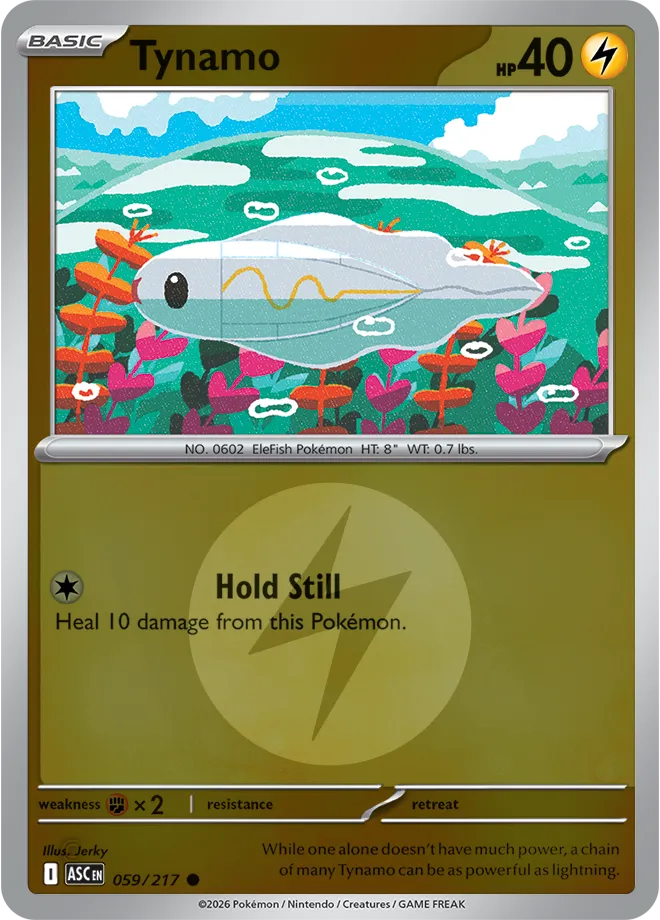 BASIC
Tynamo
HP 40
NO. 0602 EleFish Pokémon HT: 8" WT: 0.7 lbs.
Hold Still
Heal 10 damage from this Pokémon.
weakness ×2 resistance retreat
Illus. Jerky
While one alone doesn't have much power, a chain
of many Tynamo can be as powerful as lightning.
I ASC EN 059/217
©2026 Pokémon / Nintendo / Creatures / GAME FREAK